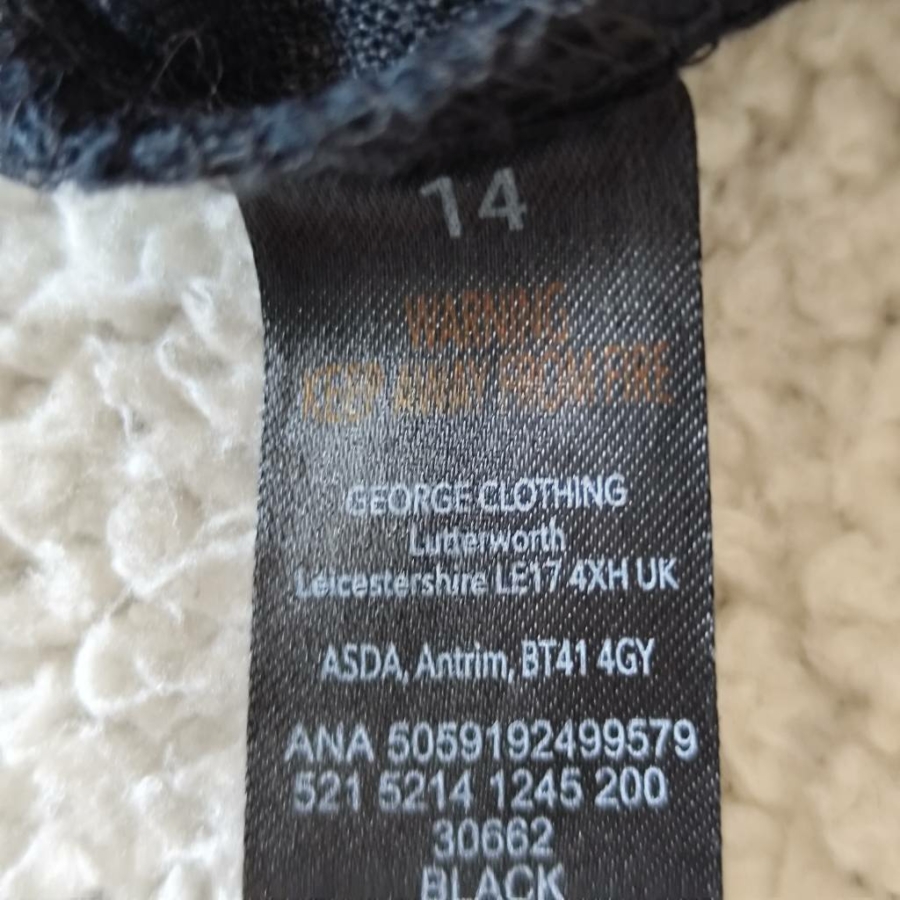 14
WARNING
KEEP AWAY FROM FIRE
GEORGE CLOTHING
Lutterworth
Leicestershire LE17 4XH UK
ASDA, Antrim, BT41 4GY
ANA 5059192499579
521 5214 1245 200
30662
BLACK